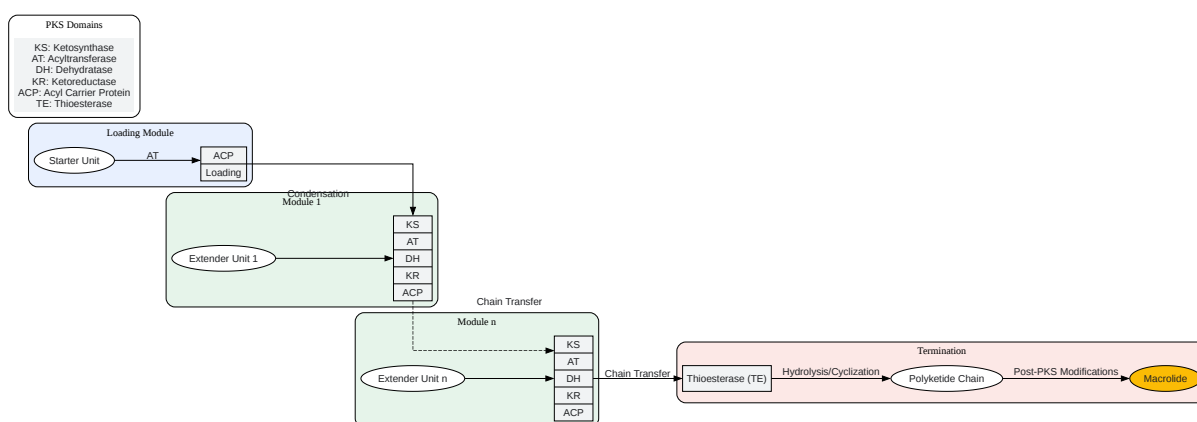 PKS Domains
KS: Ketosynthase
AT: Acyltransferase
DH: Dehydratase
KR: Ketoreductase
ACP: Acyl Carrier Protein
TE: Thioesterase
Loading Module
Starter Unit
AT
ACP
Loading
Condensation
Module 1
Extender Unit 1
KS
AT
DH
KR
ACP
Chain Transfer
Module n
Extender Unit n
KS
AT
DH
KR
ACP
Chain Transfer
Termination
Thioesterase (TE)
Hydrolysis/Cyclization
Polyketide Chain
Post-PKS Modifications
Macrolide